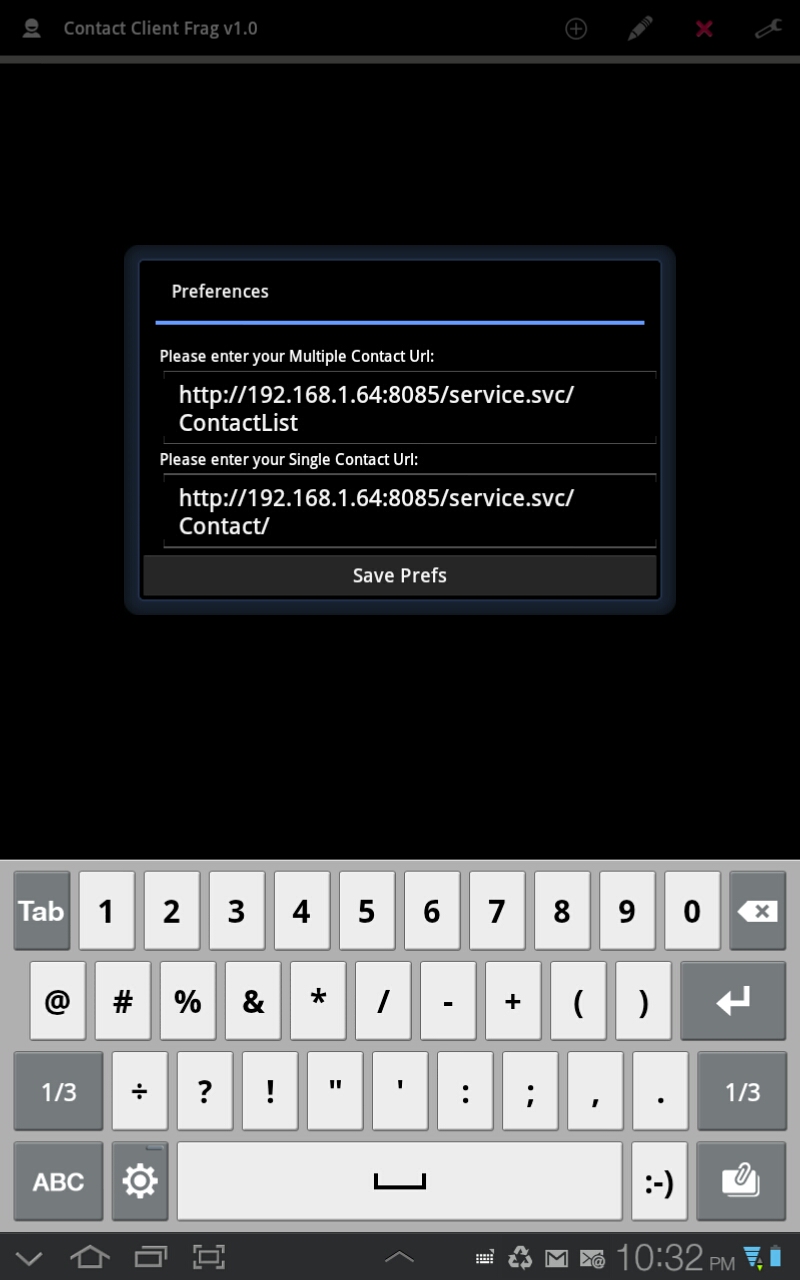 Contact Client Frag v1.0
Preferences
Please enter your Multiple Contact Url:
http://192.168.1.64:8085/service.svc/
ContactList
Please enter your Single Contact Url:
http://192.168.1.64:8085/service.svc/
Contact/
Save Prefs
Tab 1 2 3 4 5 6 7 8 9 0
@ # % & * / - + ( )
1/3 ÷ ? ! " ' : ; , . 1/3
ABC :-)
10:32 PM